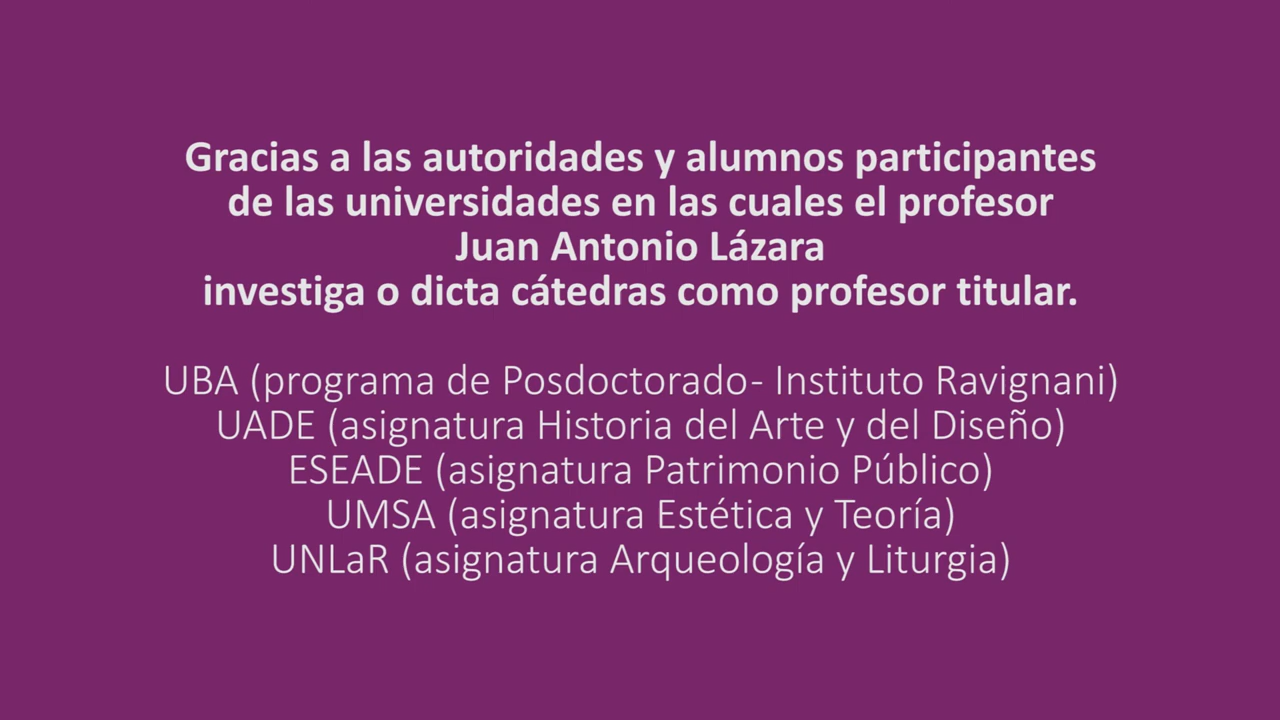 Gracias a las autoridades y alumnos participantes
de las universidades en las cuales el profesor
Juan Antonio Lázara
investiga o dicta cátedras como profesor titular.
UBA (programa de Posdoctorado- Instituto Ravignani)
UADE (asignatura Historia del Arte y del Diseño)
ESEADE (asignatura Patrimonio Público)
UMSA (asignatura Estética y Teoría)
UNLaR (asignatura Arqueología y Liturgia)